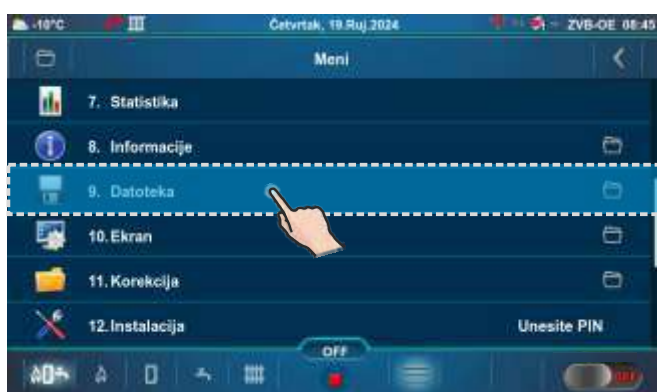 -10°C Četvrtak, 19.Ruj.2024 ZVB-OE 08:45
Meni
7. Statistika
8. Informacije
9. Datoteka
10. Ekran
11. Korekcija
12. Instalacija Unesite PIN
OFF
OFF